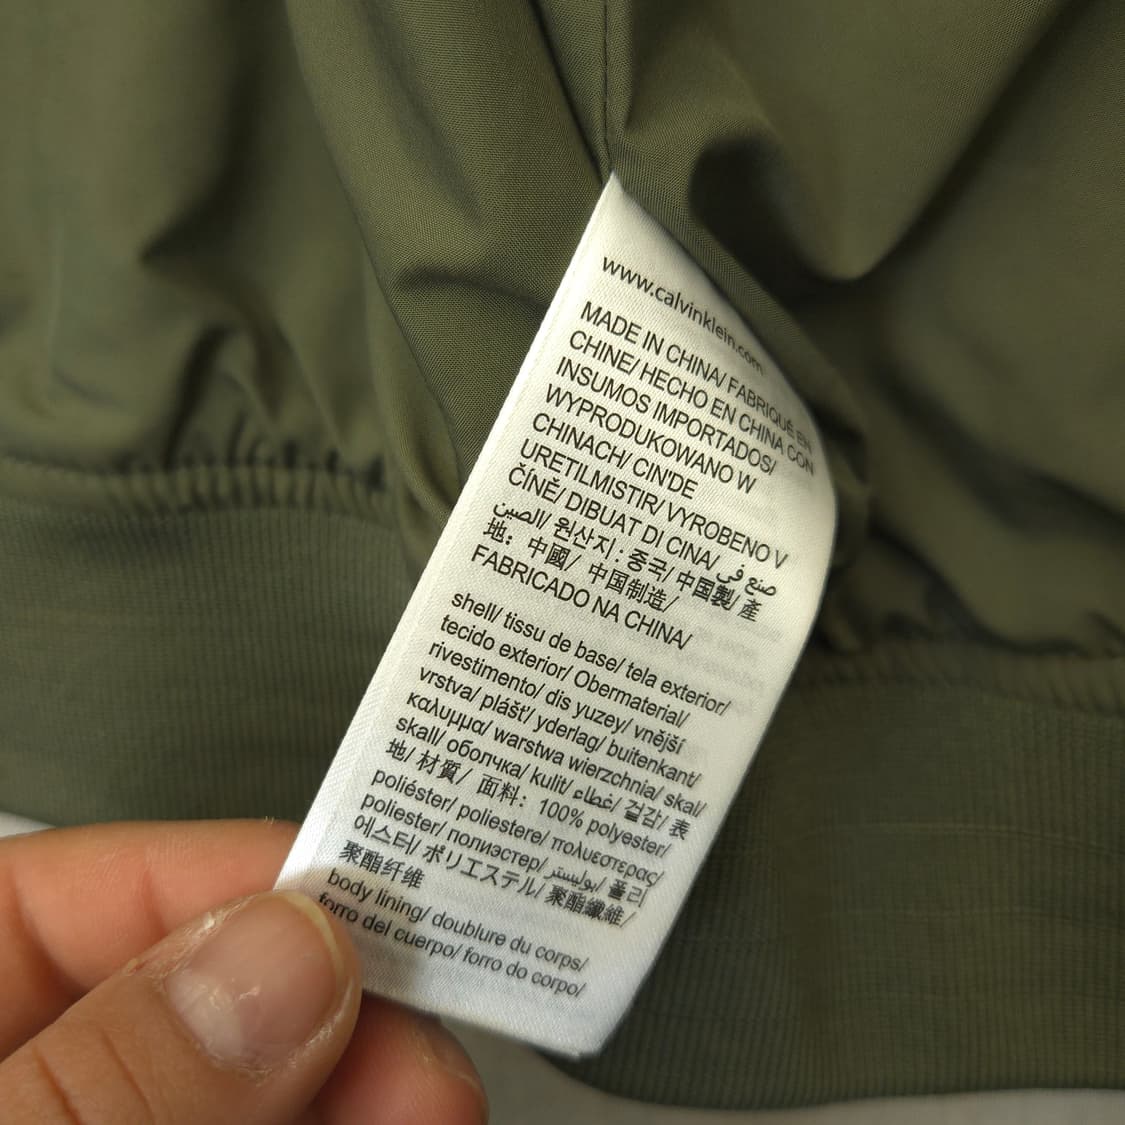 www.calvinklein.com
MADE IN CHINA/ FABRIQUÉ EN
CHINE/ HECHO EN CHINA CON
INSUMOS IMPORTADOS/
WYPRODUKOWANO W
CHINACH/ CIN'DE
URETILMISTIR/ VYROBENO V
ČÍNĚ/ DIBUAT DI CINA/ صنع في
الصين/ 원산지 : 중국/ 中国製/ 產
地：中國/ 中国制造/
FABRICADO NA CHINA/
shell/ tissu de base/ tela exterior/
tecido exterior/ Obermaterial/
rivestimento/ dis yuzey/ vnější
vrstva/ plášť/ yderlag/ buitenkant/
καλυμμα/ warstwa wierzchnia/ skal/
skall/ оболчка/ kulit/ غطاء/ 겉감/ 表
地/ 材質/ 面料：100% polyester/
poliéster/ poliestere/ πολυεστερας/
poliester/ полиэстер/ بوليستر/ 폴리
에스터/ ポリエステル/ 聚酯纖維/
聚酯纤维
body lining/ doublure du corps/
forro del cuerpo/ forro do corpo/